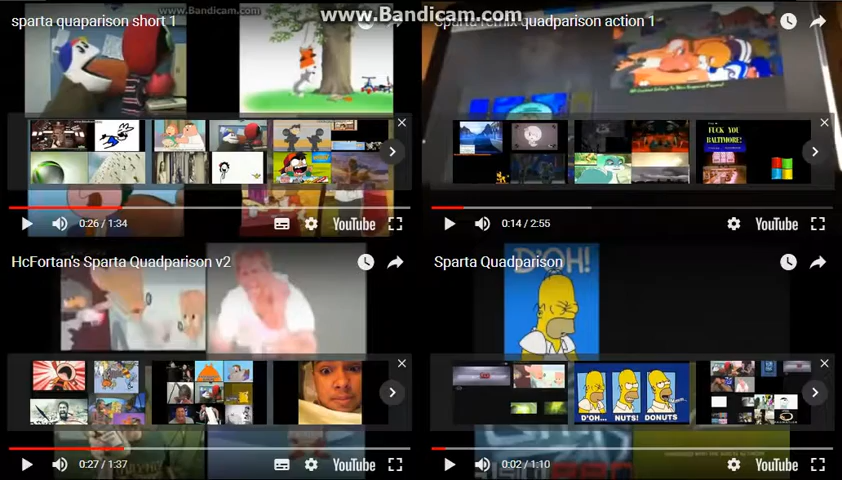 www.Bandicam.com
www.Bandicam.com
sparta quaparison short 1
Sparta remix quadparison action 1
FUCK YOU
BALTIMORE!
0:26 / 1:34
YouTube
0:14 / 2:55
YouTube
HcFortan's Sparta Quadparison v2
Sparta Quadparison
D'OH!
D'OH...
NUTS!
DONUTS
0:27 / 1:37
YouTube
0:02 / 1:10
YouTube